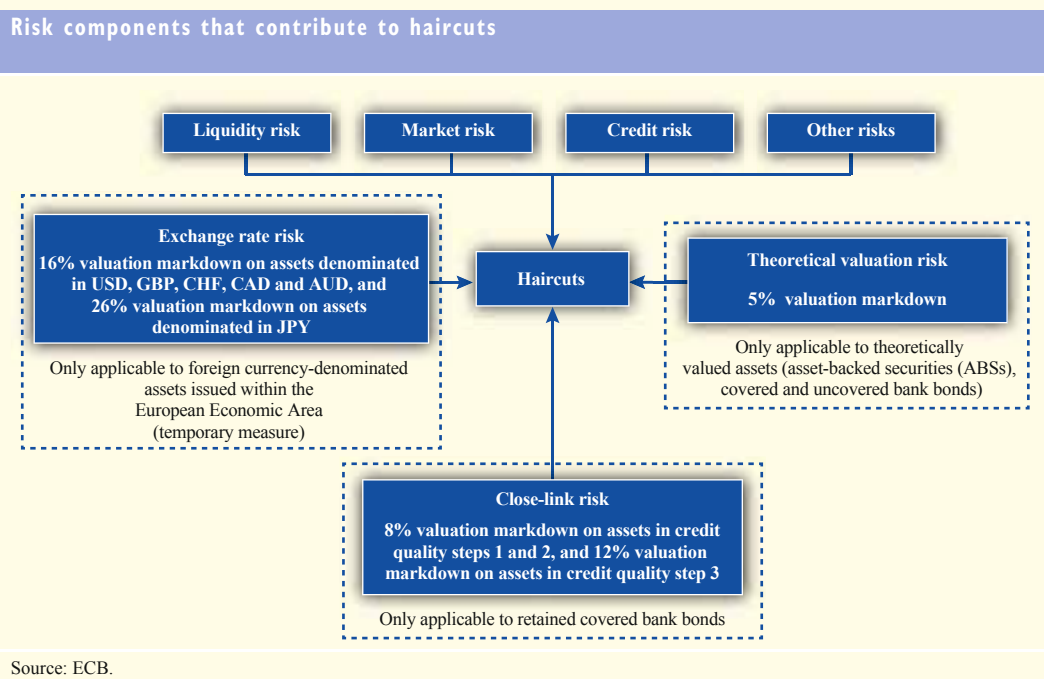 Risk components that contribute to haircuts
Liquidity risk
Market risk
Credit risk
Other risks
Exchange rate risk
16% valuation markdown on assets denominated
in USD, GBP, CHF, CAD and AUD, and
26% valuation markdown on assets
denominated in JPY
Only applicable to foreign currency-denominated
assets issued within the
European Economic Area
(temporary measure)
Haircuts
Theoretical valuation risk
5% valuation markdown
Only applicable to theoretically
valued assets (asset-backed securities (ABSs),
covered and uncovered bank bonds)
Close-link risk
8% valuation markdown on assets in credit
quality steps 1 and 2, and 12% valuation
markdown on assets in credit quality step 3
Only applicable to retained covered bank bonds
Source: ECB.